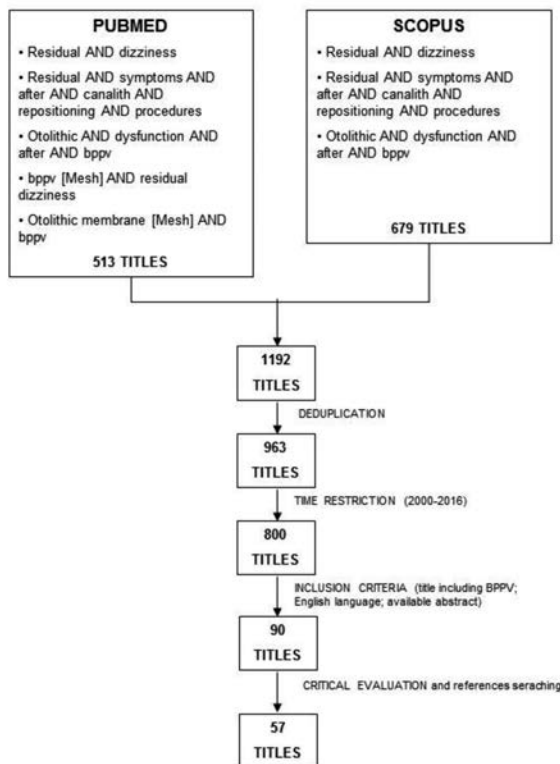 PUBMED
• Residual AND dizziness
• Residual AND symptoms AND
after AND canalith AND
repositioning AND procedures
• Otolithic AND dysfunction AND
after AND bppv
• bppv [Mesh] AND residual
dizziness
• Otolithic membrane [Mesh] AND
bppv
513 TITLES
SCOPUS
• Residual AND dizziness
• Residual AND symptoms AND
after AND canalith AND
repositioning AND procedures
• Otolithic AND dysfunction AND
after AND bppv
679 TITLES
1192
TITLES
DEDUPLICATION
963
TITLES
TIME RESTRICTION (2000-2016)
800
TITLES
INCLUSION CRITERIA (title including BPPV;
English language; available abstract)
90
TITLES
CRITICAL EVALUATION and references seraching
57
TITLES